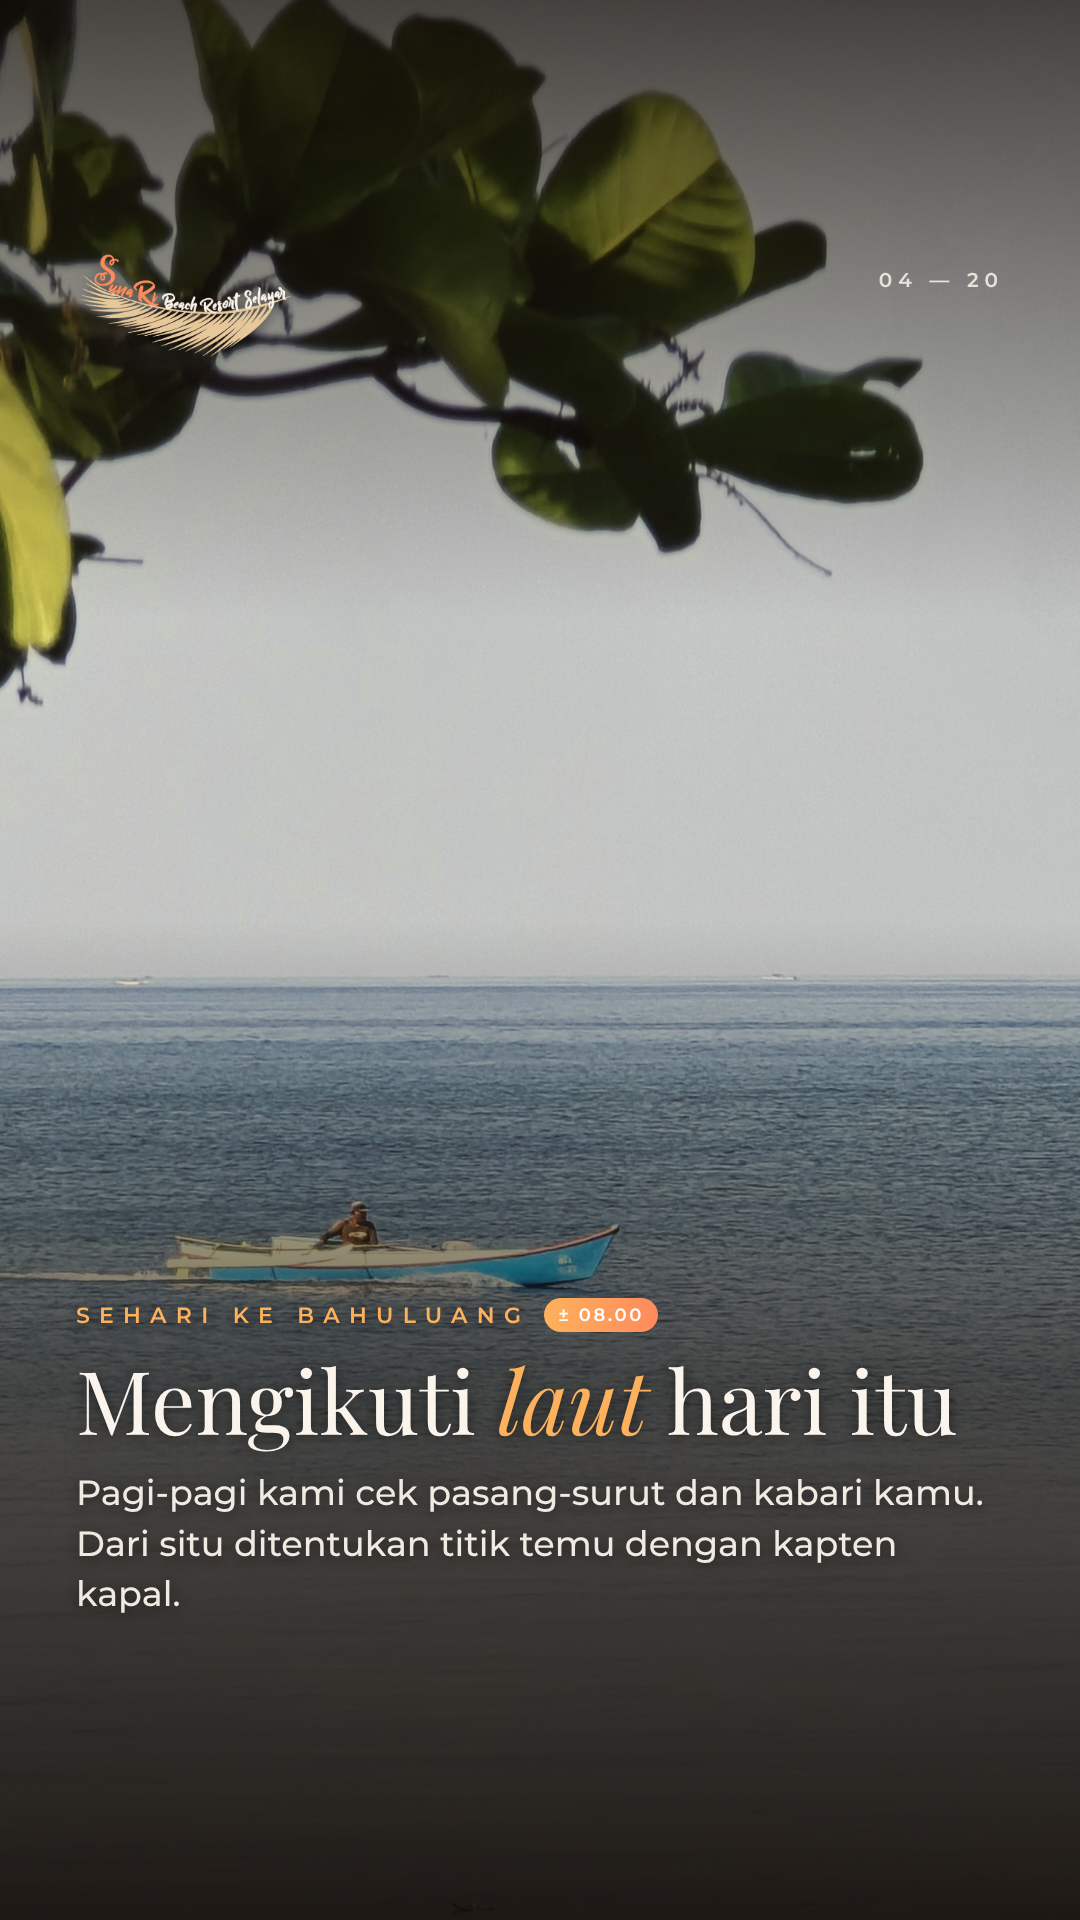 SunaRi Beach Resort Selayar
04 — 20
SEHARI KE BAHULUANG ± 08.00
Mengikuti laut hari itu
Pagi-pagi kami cek pasang-surut dan kabari kamu.
Dari situ ditentukan titik temu dengan kapten
kapal.